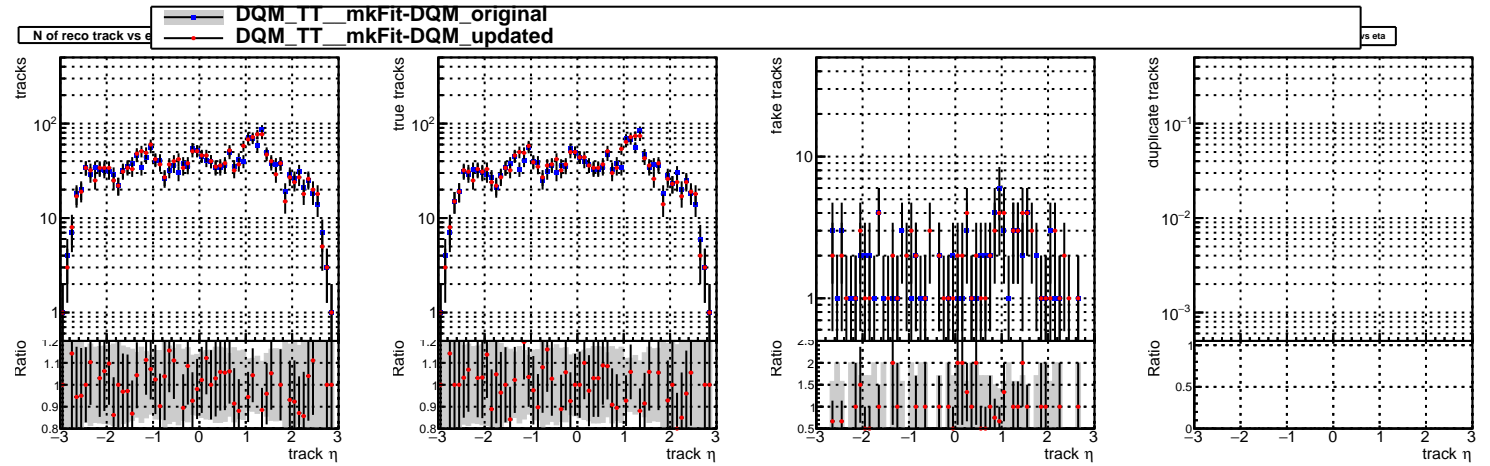 DQM_TT__mkFit-DQM_original
DQM_TT__mkFit-DQM_updated
N of reco track vs e
vs eta
tracks
10²
10
1
Ratio
1.2
1.1
1
0.9
0.8
−3 −2 −1 0 1 2 3
track η
true tracks
10²
10
1
Ratio
1.2
1.1
1
0.9
0.8
−3 −2 −1 0 1 2 3
track η
fake tracks
10
1
Ratio
2.5
2
1.5
1
0.5
−3 −2 −1 0 1 2 3
track η
duplicate tracks
10⁻¹
10⁻²
10⁻³
Ratio
1
0.5
0
−3 −2 −1 0 1 2 3
track η